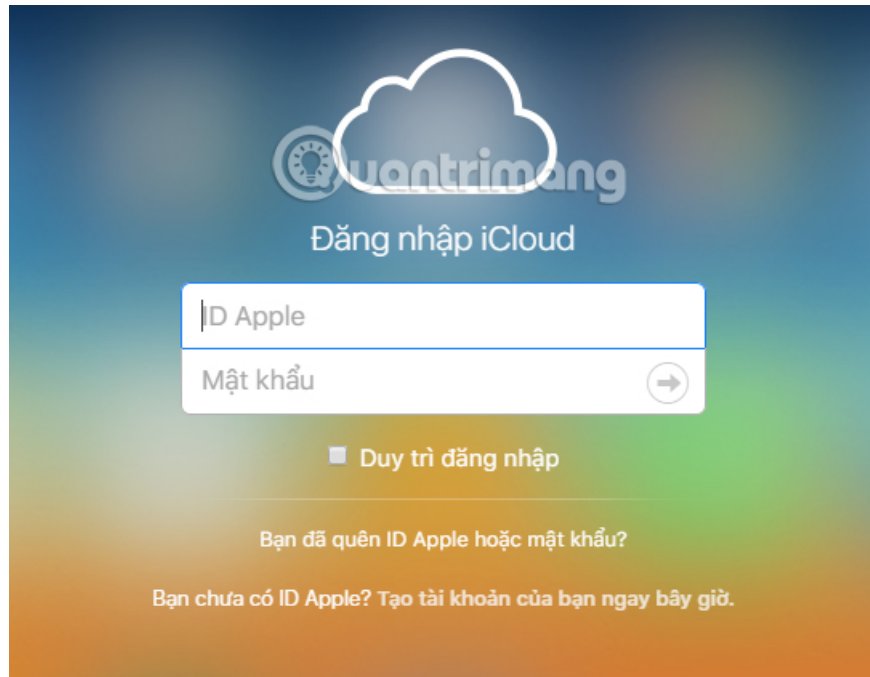 Quantrimang
Đăng nhập iCloud
ID Apple
Mật khẩu
Duy trì đăng nhập
Bạn đã quên ID Apple hoặc mật khẩu?
Bạn chưa có ID Apple? Tạo tài khoản của bạn ngay bây giờ.